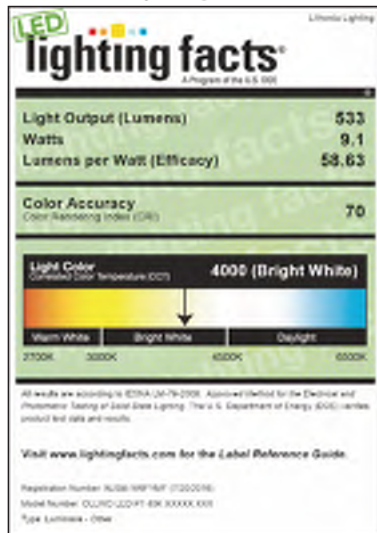 Lithonia Lighting
LED
lighting facts®
A Program of the U.S. DOE
Light Output (Lumens) 533
Watts 9.1
Lumens per Watt (Efficacy) 58.63
Color Accuracy
Color Rendering Index (CRI) 70
Light Color
Correlated Color Temperature (CCT) 4000 (Bright White)
Warm White Bright White Daylight
2700K 3000K 4500K 6500K
All results are according to IESNA LM-79-2008: Approved Method for the Electrical and
Photometric Testing of Solid-State Lighting. The U.S. Department of Energy (DOE) verifies
product test data and results.
Visit www.lightingfacts.com for the Label Reference Guide.
Registration Number:
Model Number: OLLWD LED P1
Type: Luminaire - Other